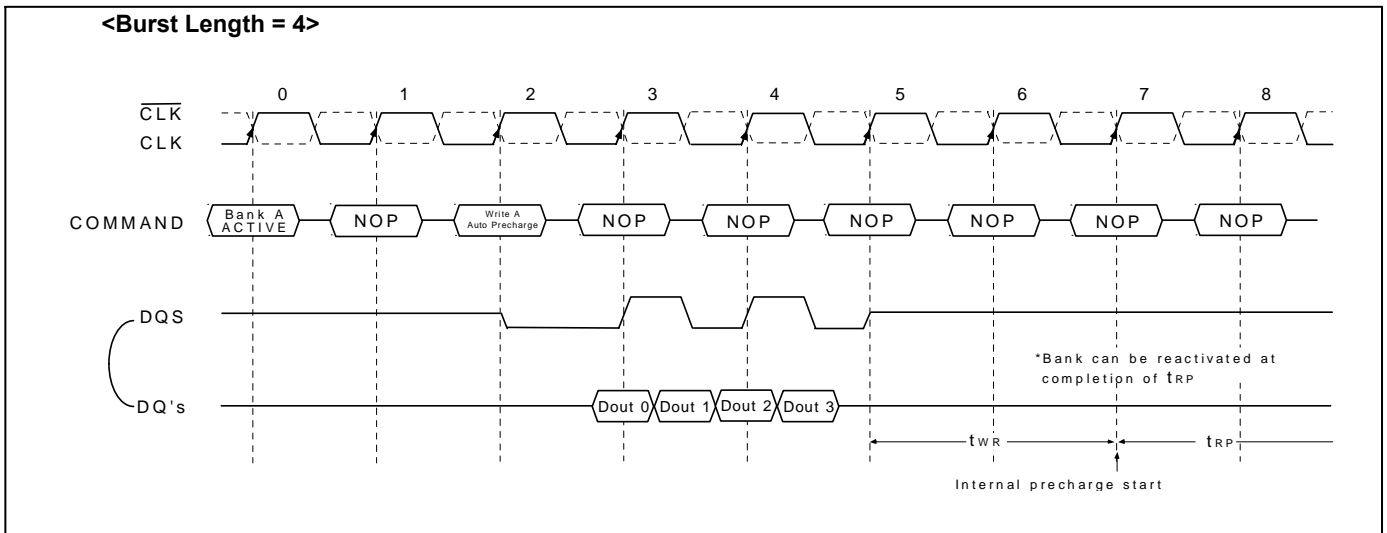 <Burst Length = 4>
0 1 2 3 4 5 6 7 8
CLK
CLK
COMMAND
Bank A
ACTIVE
NOP
Write A
Auto Precharge
NOP
NOP
NOP
NOP
NOP
NOP
DQS
*Bank can be reactivated at
completion of tRP
DQ's
Dout 0 Dout 1 Dout 2 Dout 3
tWR
tRP
Internal precharge start